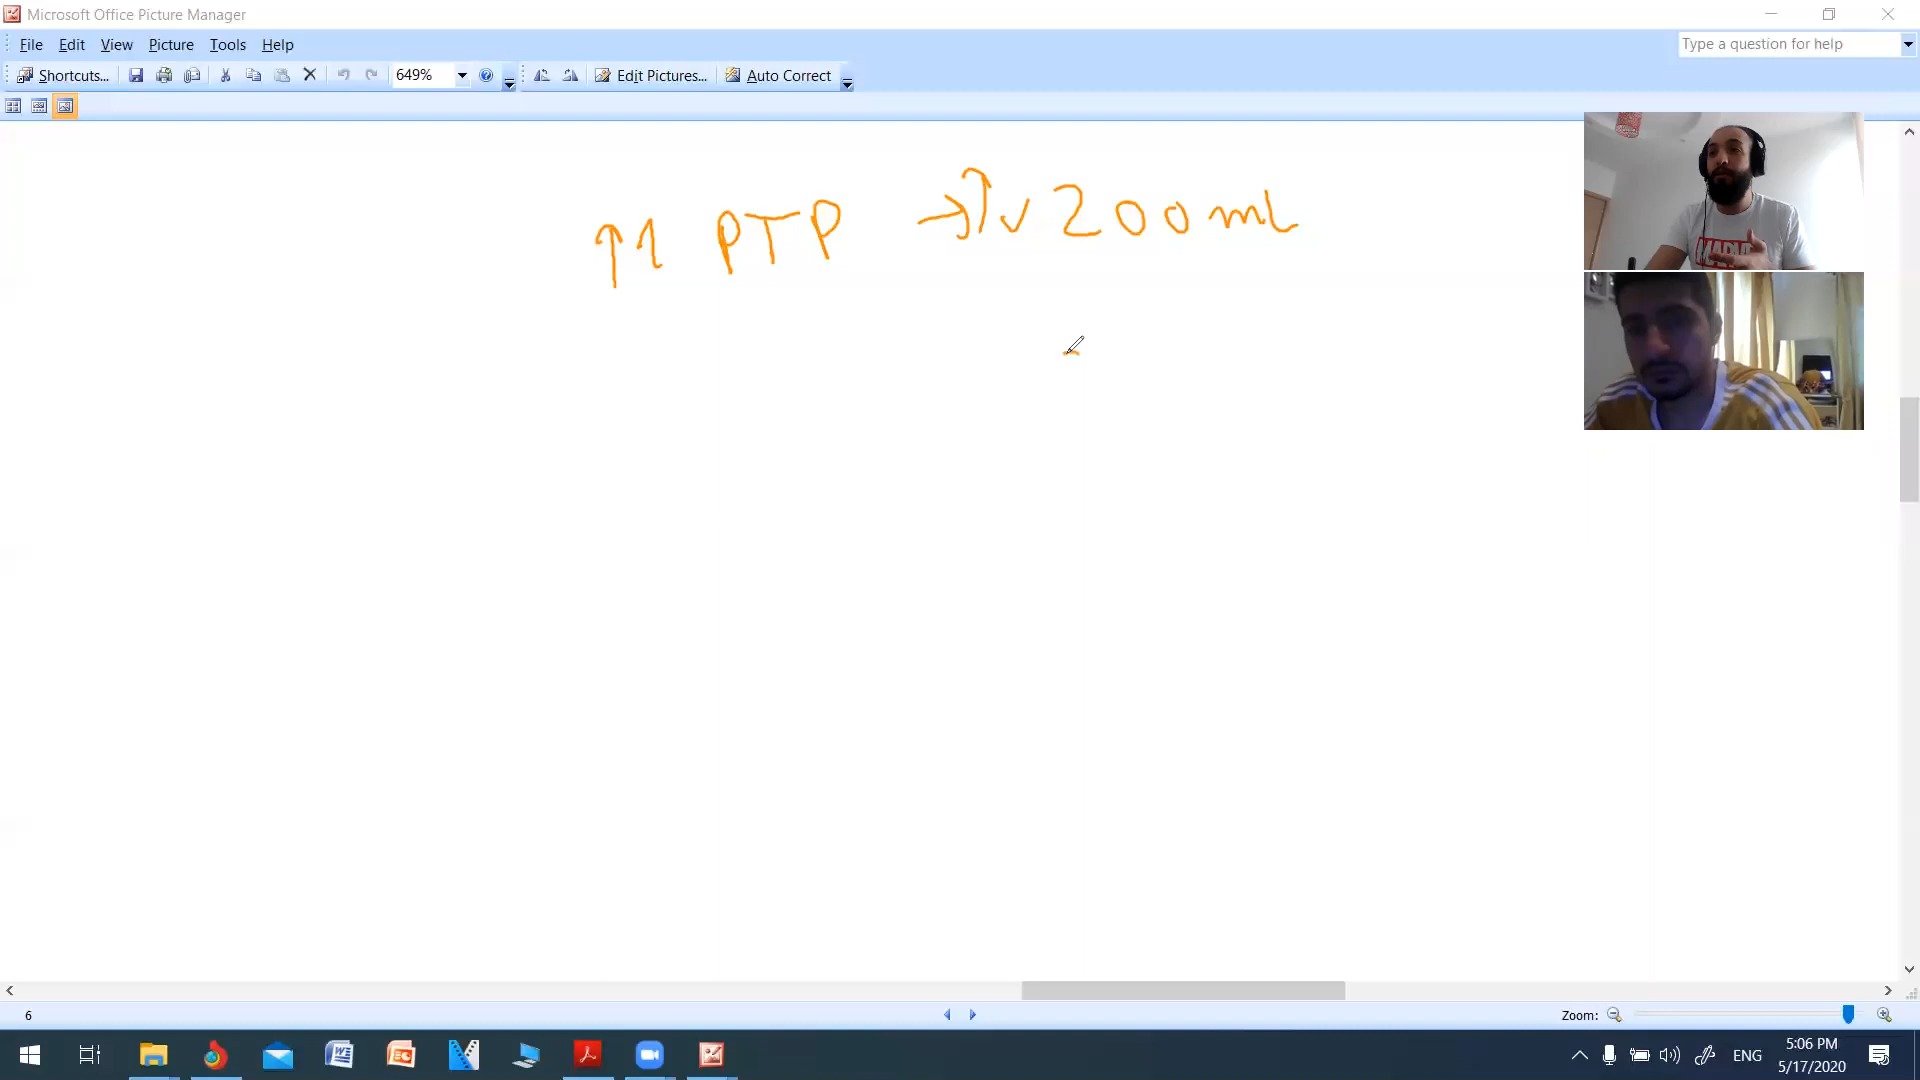 Microsoft Office Picture Manager
File Edit View Picture Tools Help
Type a question for help
Shortcuts... 649% Edit Pictures... Auto Correct
↑↑ PTP → ↑ V 200 mL
MARVEL
6
Zoom:
ENG
5:06 PM
5/17/2020